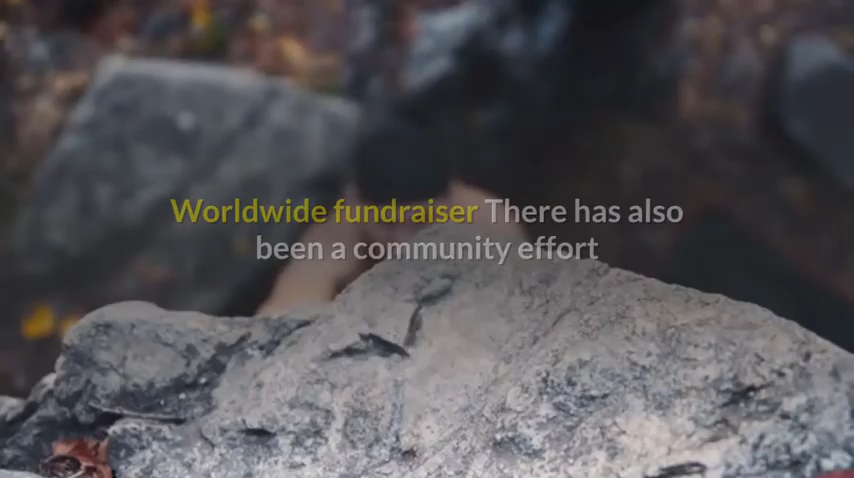 Worldwide fundraiser There has also
been a community effort